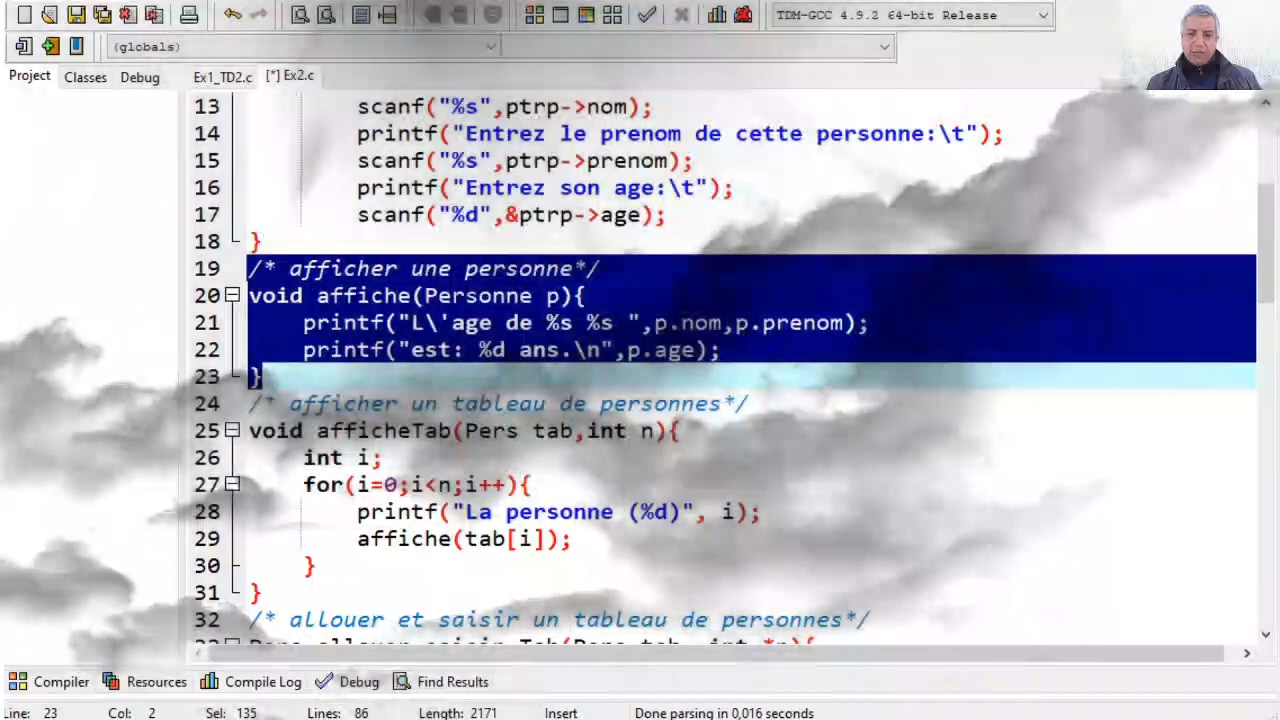 TDM-GCC 4.9.2 64-bit Release
(globals)
Project Classes Debug Ex1_TD2.c [*] Ex2.c
13 scanf("%s",ptrp->nom);
14 printf("Entrez le prenom de cette personne:\t");
15 scanf("%s",ptrp->prenom);
16 printf("Entrez son age:\t");
17 scanf("%d",&ptrp->age);
18 }
19 /* afficher une personne*/
20 void affiche(Personne p){
21 printf("L\'age de %s %s ",p.nom,p.prenom);
22 printf("est: %d ans.\n",p.age);
23 }
24 /* afficher un tableau de personnes*/
25 void afficheTab(Pers tab,int n){
26 int i;
27 for(i=0;i<n;i++){
28 printf("La personne (%d)", i);
29 affiche(tab[i]);
30 }
31 }
32 /* allouer et saisir un tableau de personnes*/
Compiler Resources Compile Log Debug Find Results
Line: 23 Col: 2 Sel: 135 Lines: 86 Length: 2171 Insert Done parsing in 0,016 seconds